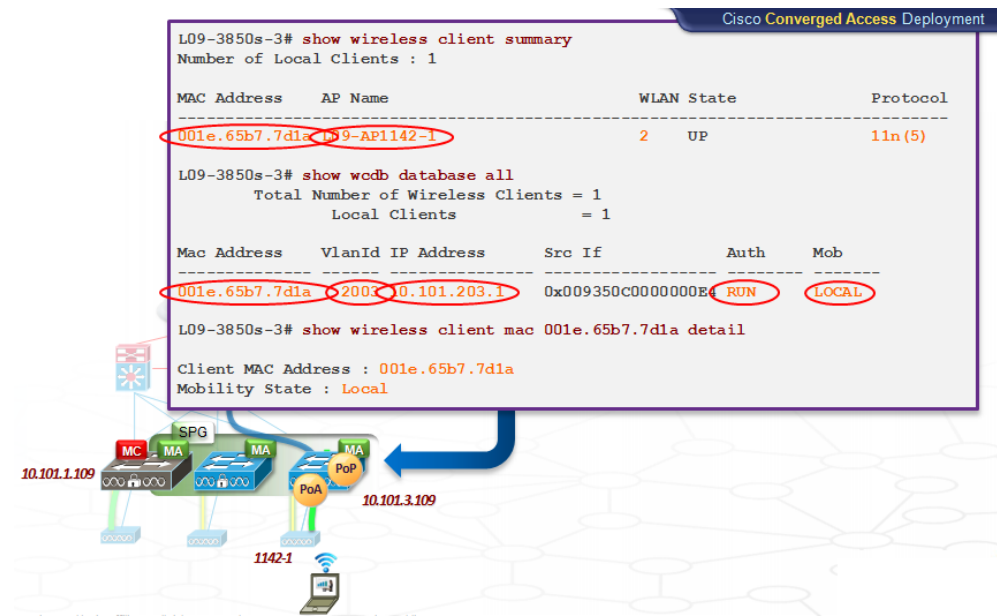 Cisco Converged Access Deployment
L09-3850s-3# show wireless client summary
Number of Local Clients : 1
MAC Address AP Name WLAN State Protocol
001e.65b7.7d1a L09-AP1142-1 2 UP 11n(5)
L09-3850s-3# show wcdb database all
Total Number of Wireless Clients = 1
Local Clients = 1
Mac Address VlanId IP Address Src If Auth Mob
001e.65b7.7d1a 2003 10.101.203.1 0x009350C0000000E4 RUN LOCAL
L09-3850s-3# show wireless client mac 001e.65b7.7d1a detail
Client MAC Address : 001e.65b7.7d1a
Mobility State : Local
SPG
MC MA MA MA
PoP
10.101.1.109
PoA
10.101.3.109
1142-1